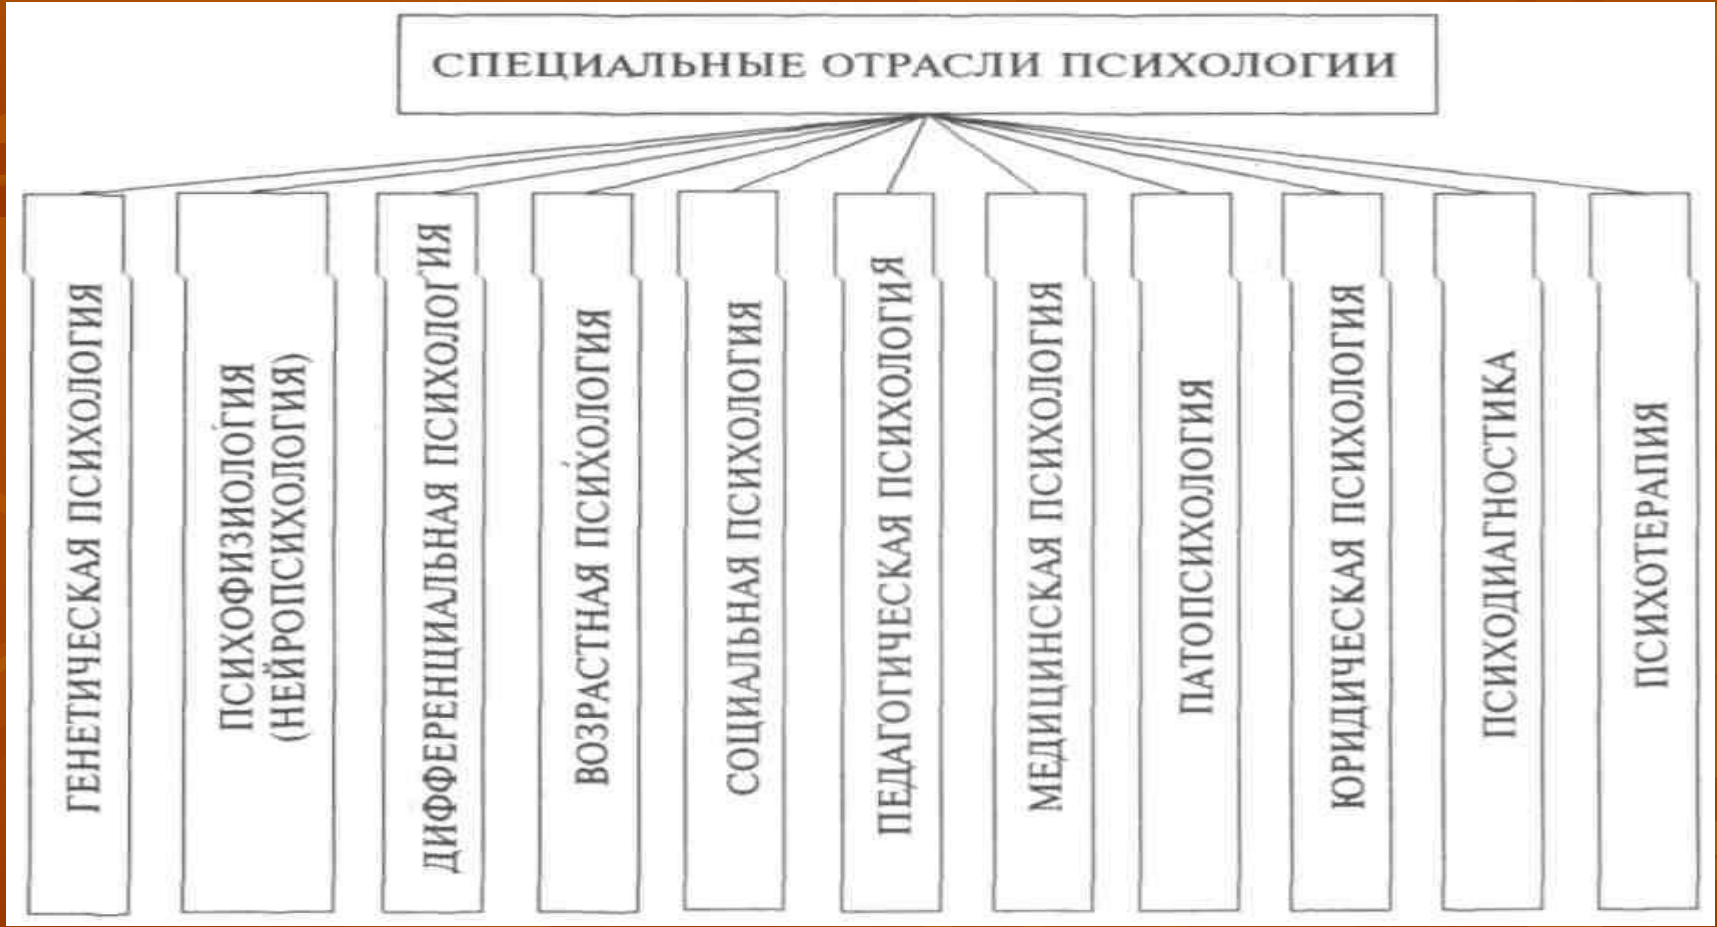 СПЕЦИАЛЬНЫЕ ОТРАСЛИ ПСИХОЛОГИИ
ГЕНЕТИЧЕСКАЯ ПСИХОЛОГИЯ
ПСИХОФИЗИОЛОГИЯ
(НЕЙРОПСИХОЛОГИЯ)
ДИФФЕРЕНЦИАЛЬНАЯ ПСИХОЛОГИЯ
ВОЗРАСТНАЯ ПСИХОЛОГИЯ
СОЦИАЛЬНАЯ ПСИХОЛОГИЯ
ПЕДАГОГИЧЕСКАЯ ПСИХОЛОГИЯ
МЕДИЦИНСКАЯ ПСИХОЛОГИЯ
ПАТОПСИХОЛОГИЯ
ЮРИДИЧЕСКАЯ ПСИХОЛОГИЯ
ПСИХОДИАГНОСТИКА
ПСИХОТЕРАПИЯ